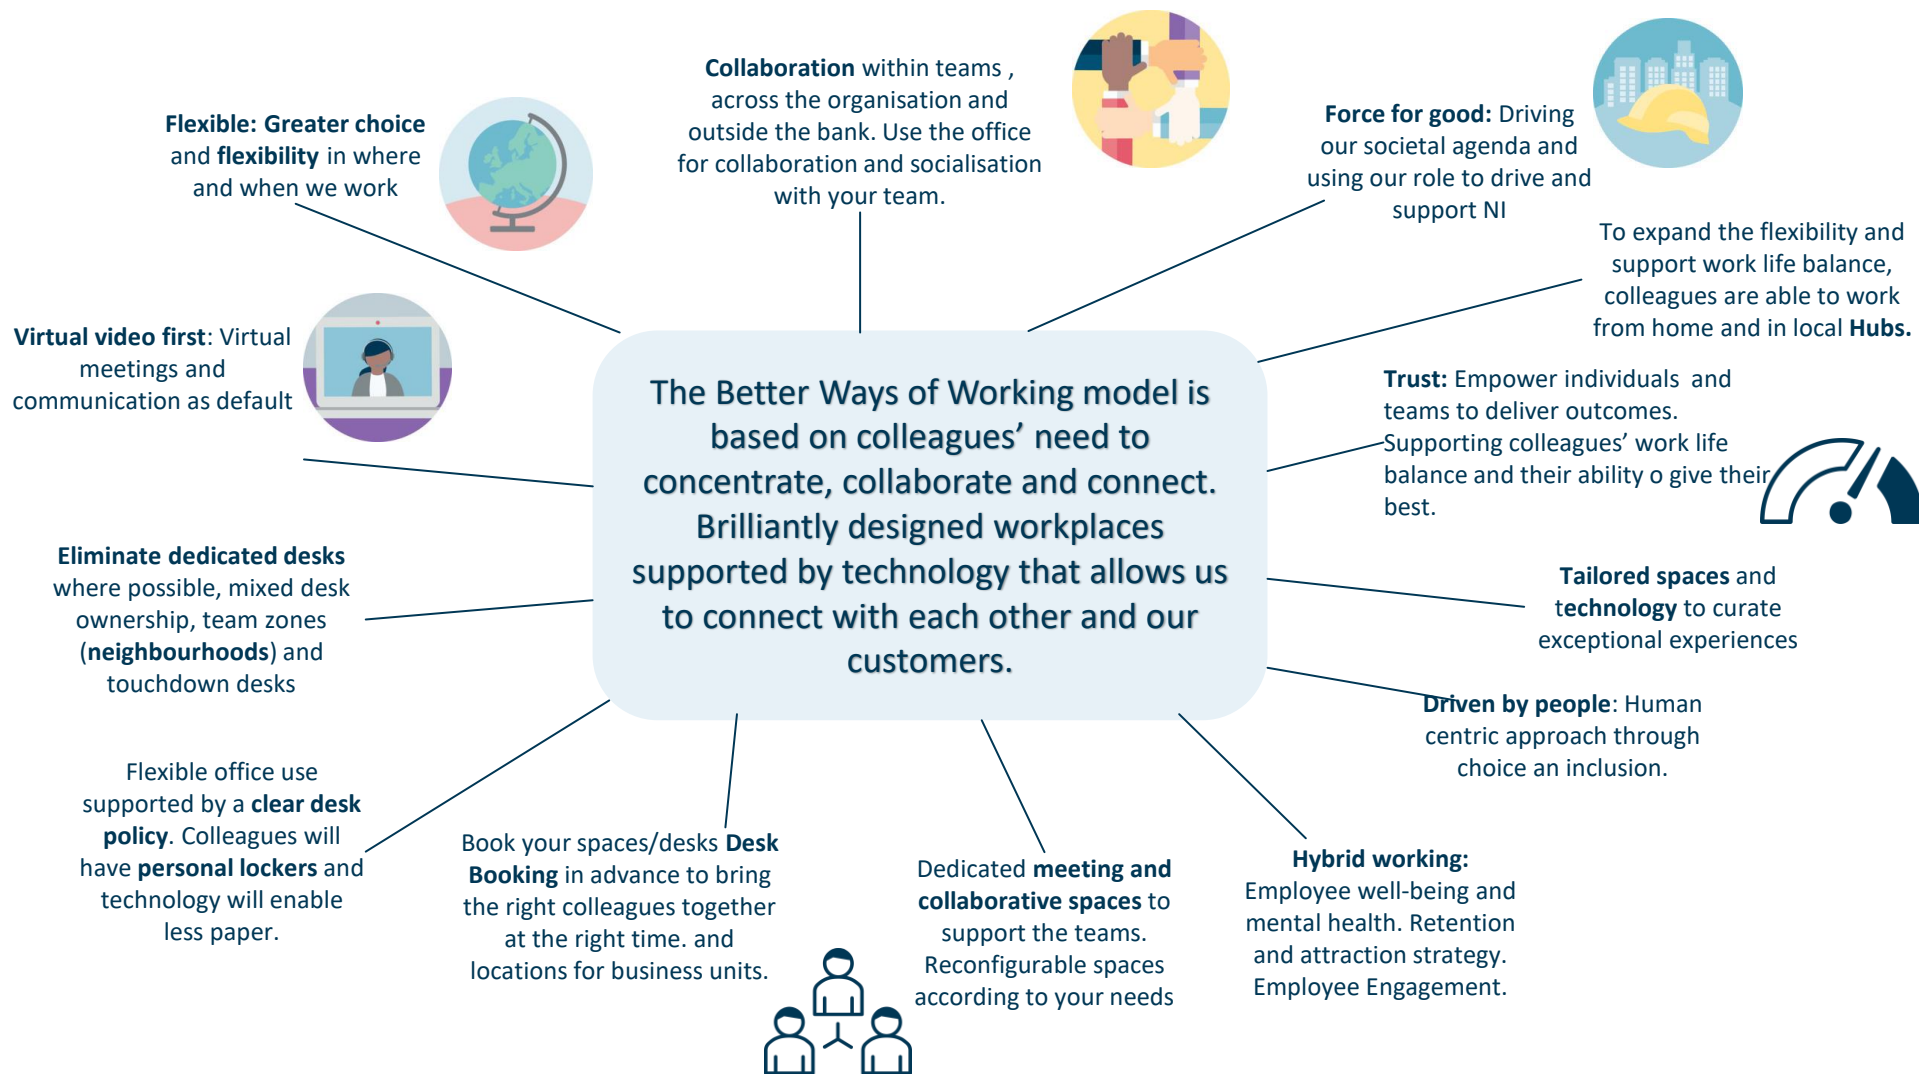 Flexible: Greater choice
and flexibility in where
and when we work
Collaboration within teams ,
across the organisation and
outside the bank. Use the office
for collaboration and socialisation
with your team.
Force for good: Driving
our societal agenda and
using our role to drive and
support NI
To expand the flexibility and
support work life balance,
colleagues are able to work
from home and in local Hubs.
Virtual video first: Virtual
meetings and
communication as default
The Better Ways of Working model is
based on colleagues’ need to
concentrate, collaborate and connect.
Brilliantly designed workplaces
supported by technology that allows us
to connect with each other and our
customers.
Trust: Empower individuals and
teams to deliver outcomes.
Supporting colleagues’ work life
balance and their ability o give their
best.
Eliminate dedicated desks
where possible, mixed desk
ownership, team zones
(neighbourhoods) and
touchdown desks
Tailored spaces and
technology to curate
exceptional experiences
Driven by people: Human
centric approach through
choice an inclusion.
Flexible office use
supported by a clear desk
policy. Colleagues will
have personal lockers and
technology will enable
less paper.
Book your spaces/desks Desk
Booking in advance to bring
the right colleagues together
at the right time. and
locations for business units.
Dedicated meeting and
collaborative spaces to
support the teams.
Reconfigurable spaces
according to your needs
Hybrid working:
Employee well-being and
mental health. Retention
and attraction strategy.
Employee Engagement.